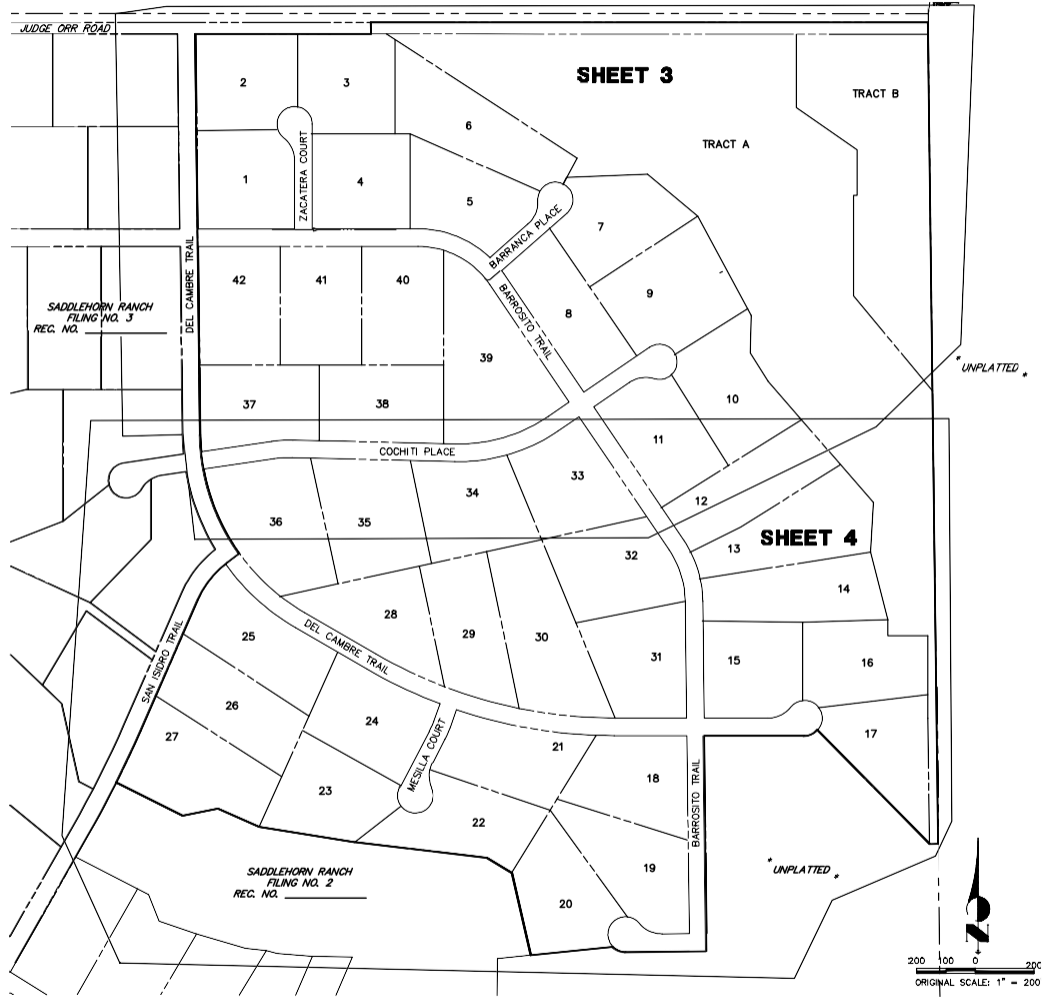 JUDGE ORR ROAD
2
3
SHEET 3
TRACT B
6
TRACT A
ZACATERA COURT
1
4
5
BARRANCA PLACE
7
DEL CAMBRE TRAIL
42
41
40
9
SADDLEHORN RANCH
FILING NO. 3
REC. NO.
BARROSITO TRAIL
8
39
* UNPLATTED *
37
38
10
COCHITI PLACE
11
33
34
12
36
35
SHEET 4
13
32
14
28
25
DEL CAMBRE TRAIL
29
30
SAN ISIDRO TRAIL
31
15
16
26
24
27
MESILLA COURT
21
17
18
23
BARROSITO TRAIL
22
SADDLEHORN RANCH
FILING NO. 2
REC. NO.
19
* UNPLATTED *
20
N
200 100 0 200
ORIGINAL SCALE: 1" = 200